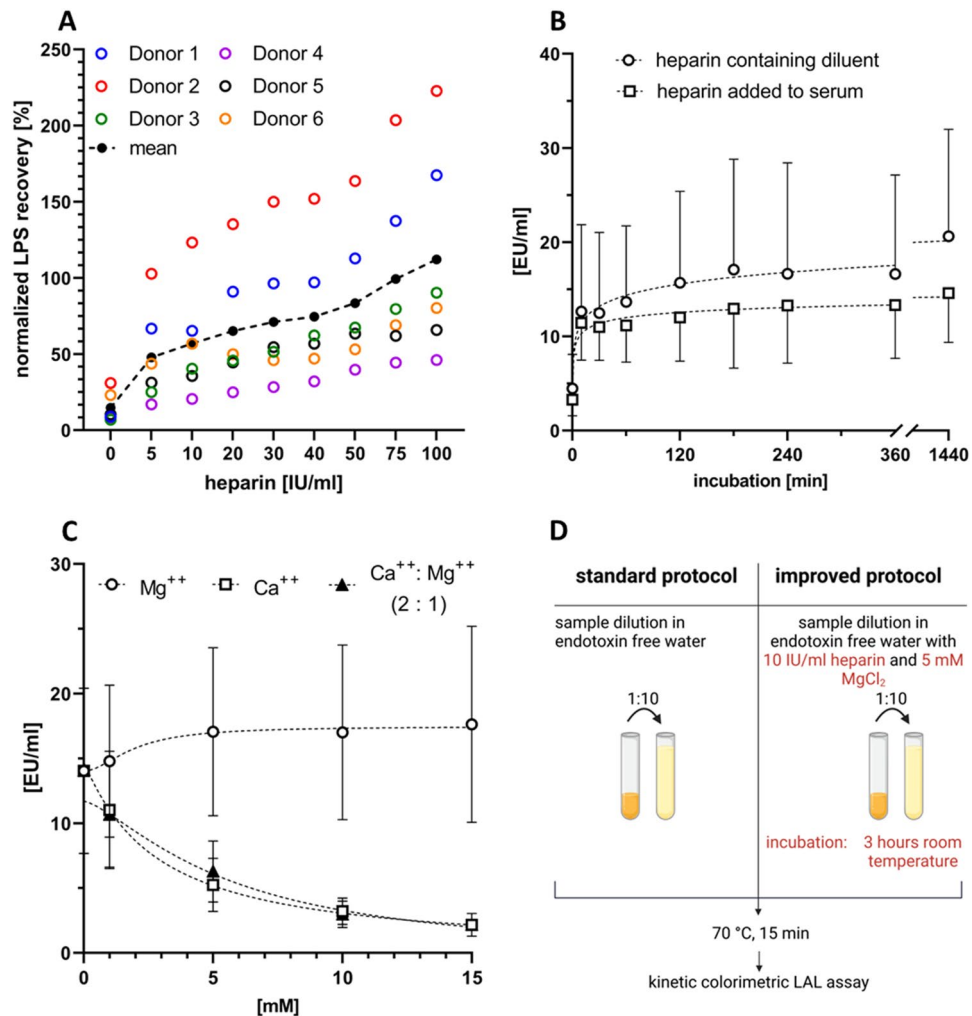 A
250
200
150
100
50
0
normalized LPS recovery [%]
Donor 1
Donor 4
Donor 2
Donor 5
Donor 3
Donor 6
mean
0 5 10 20 30 40 50 75 100
heparin [IU/ml]
B
40
30
20
10
0
[EU/ml]
heparin containing diluent
heparin added to serum
0 120 240 360 1440
incubation [min]
C
30
20
10
0
[EU/ml]
Mg⁺⁺
Ca⁺⁺
Ca⁺⁺: Mg⁺⁺
(2 : 1)
0 5 10 15
[mM]
D
standard protocol
sample dilution in
endotoxin free water
improved protocol
sample dilution in
endotoxin free water with
10 IU/ml heparin and 5 mM
MgCl₂
1:10
1:10
incubation: 3 hours room
temperature
70 °C, 15 min
kinetic colorimetric LAL assay